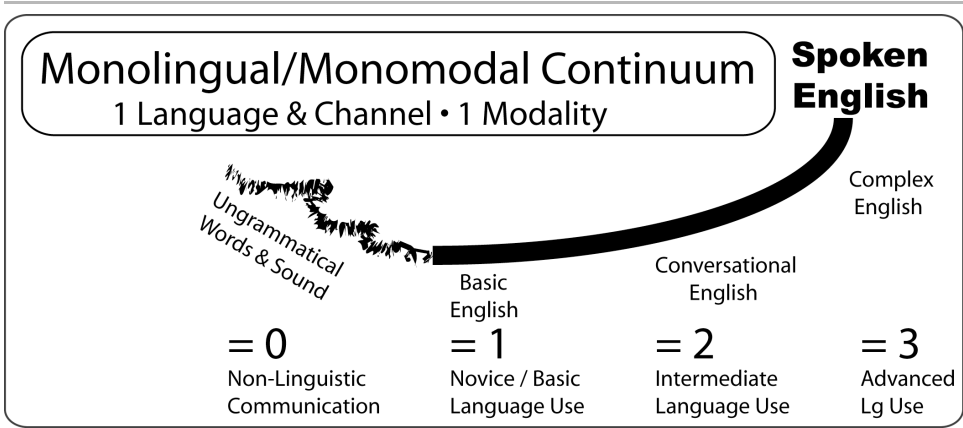 Monolingual/Monomodal Continuum
1 Language & Channel • 1 Modality
Spoken
English
Ungrammatical
Words & Sound
Basic
English
Conversational
English
Complex
English
= 0
Non-Linguistic
Communication
= 1
Novice / Basic
Language Use
= 2
Intermediate
Language Use
= 3
Advanced
Lg Use